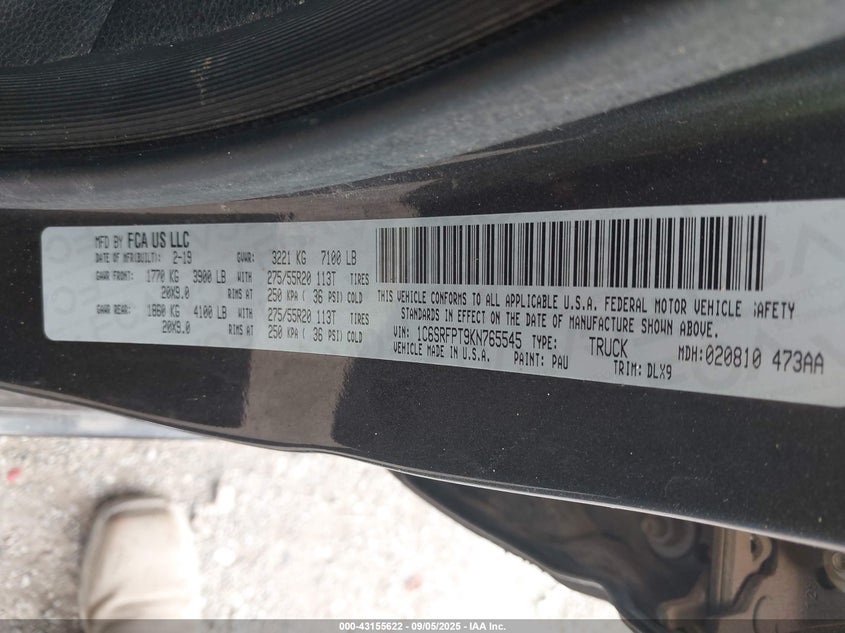 MFD BY FCA US LLC
DATE OF MFR(BUILT): 2-19 GVWR: 3221 KG 7100 LB
GAWR FRONT: 1770 KG 3900 LB WITH 275/55R20 113T TIRES
20X9.0 RIMS AT 250 KPA ( 36 PSI) COLD
GAWR REAR: 1860 KG 4100 LB WITH 275/55R20 113T TIRES
20X9.0 RIMS AT 250 KPA ( 36 PSI) COLD
THIS VEHICLE CONFORMS TO ALL APPLICABLE U.S.A. FEDERAL MOTOR VEHICLE SAFETY
STANDARDS IN EFFECT ON THE DATE OF MANUFACTURE SHOWN ABOVE.
VIN: 1C6SRFPT9KN765545 TYPE: TRUCK MDH: 020810 473AA
VEHICLE MADE IN U.S.A. PAINT: PAU TRIM: DLX9
000-43155622 - 09/05/2025 - IAA Inc.